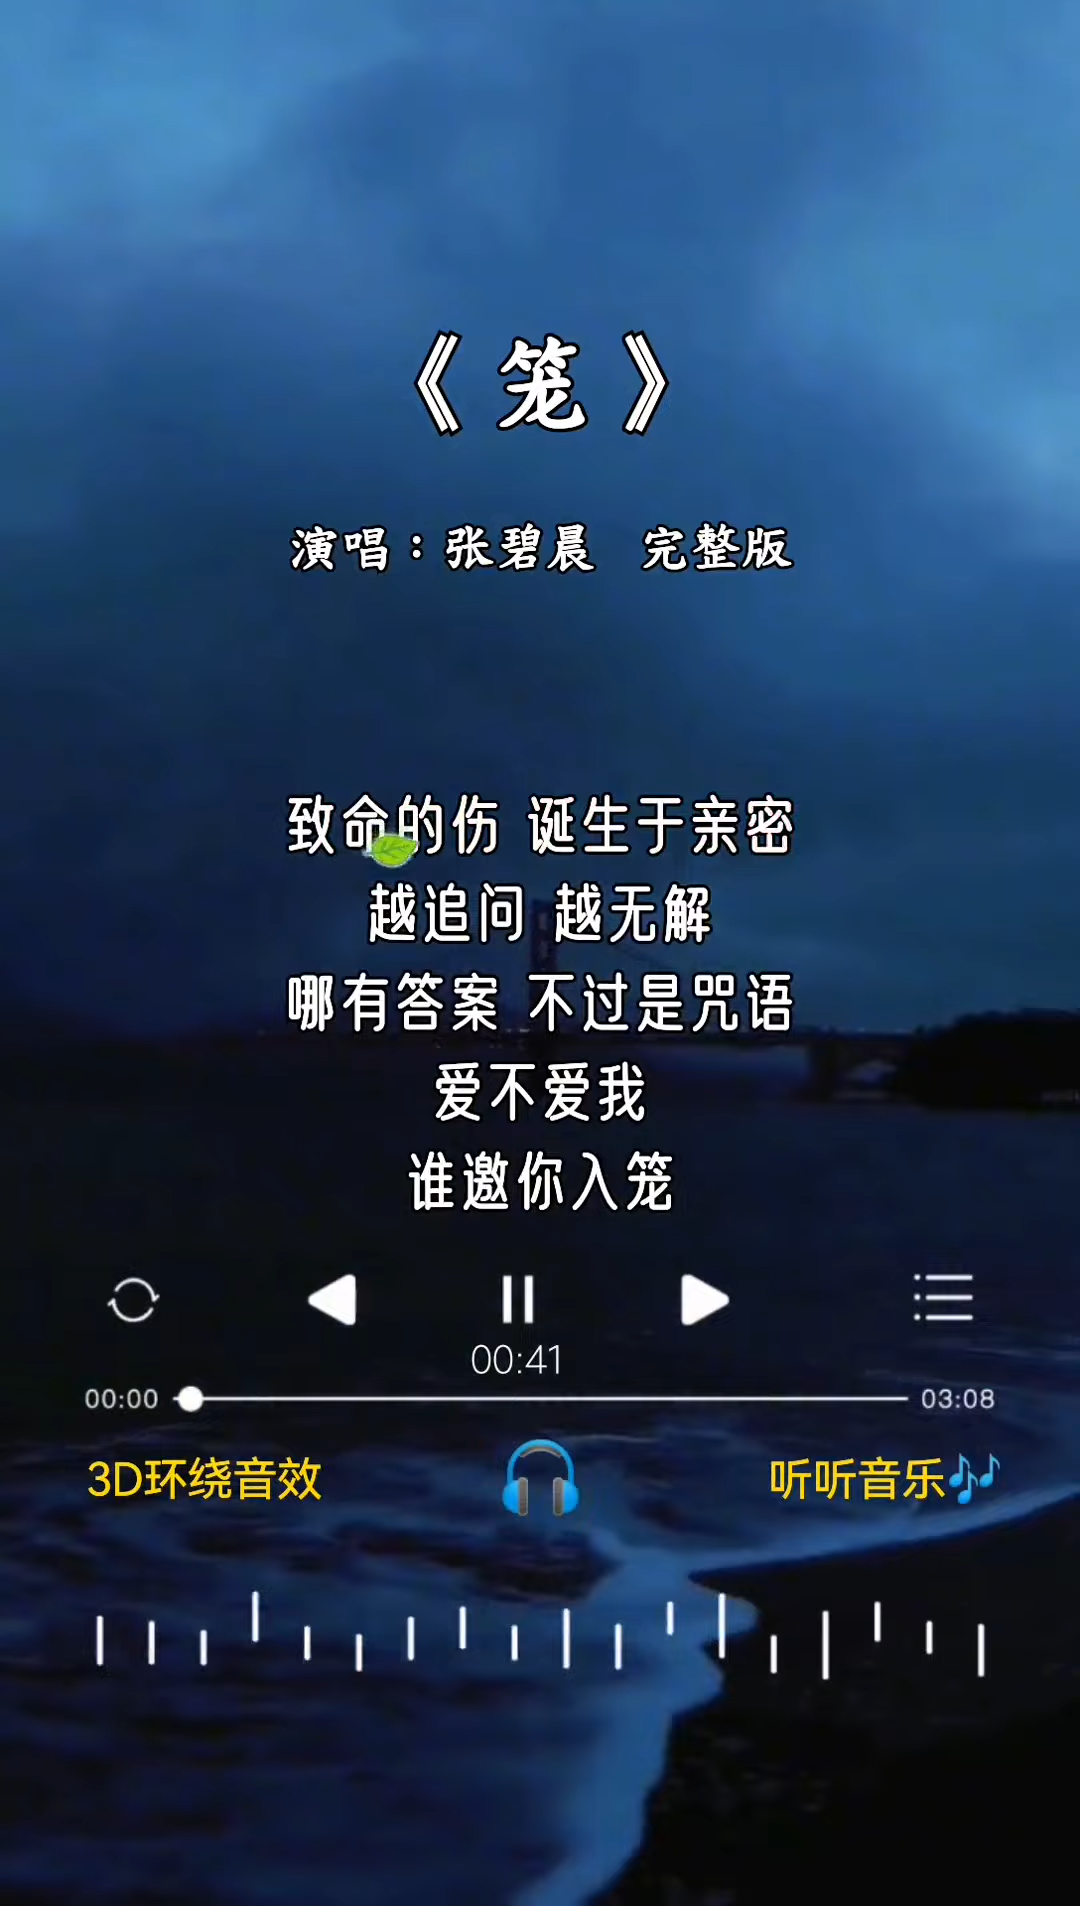 《 笼 》
演唱：张碧晨 完整版
致命的伤 诞生于亲密
越追问 越无解
哪有答案 不过是咒语
爱不爱我
谁邀你入笼
00:41
00:00 03:08
3D环绕音效 听听音乐